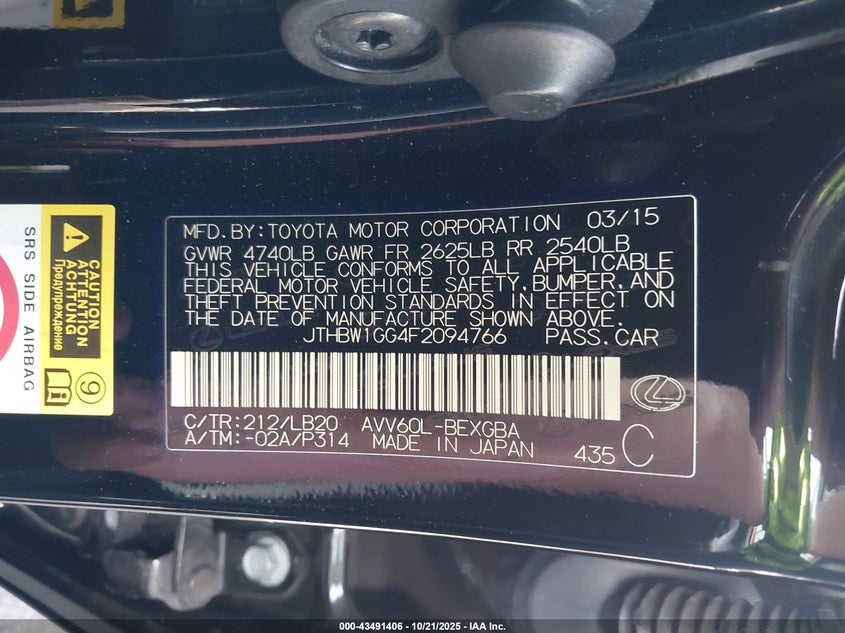 MFD.BY:TOYOTA MOTOR CORPORATION 03/15
GVWR 4740LB GAWR FR 2625LB RR 2540LB
THIS VEHICLE CONFORMS TO ALL APPLICABLE
FEDERAL MOTOR VEHICLE SAFETY,BUMPER,AND
THEFT PREVENTION STANDARDS IN EFFECT ON
THE DATE OF MANUFACTURE SHOWN ABOVE.
JTHBW1GG4F2094766 PASS.CAR
C/TR:212/LB20 AVV60L-BEXGBA
A/TM:-02A/P314 MADE IN JAPAN 435 C
SRS SIDE AIRBAG
CAUTION
ATTENTION
ACHTUNG
Предупреждение
9
000-43491406 - 10/21/2025 - IAA Inc.